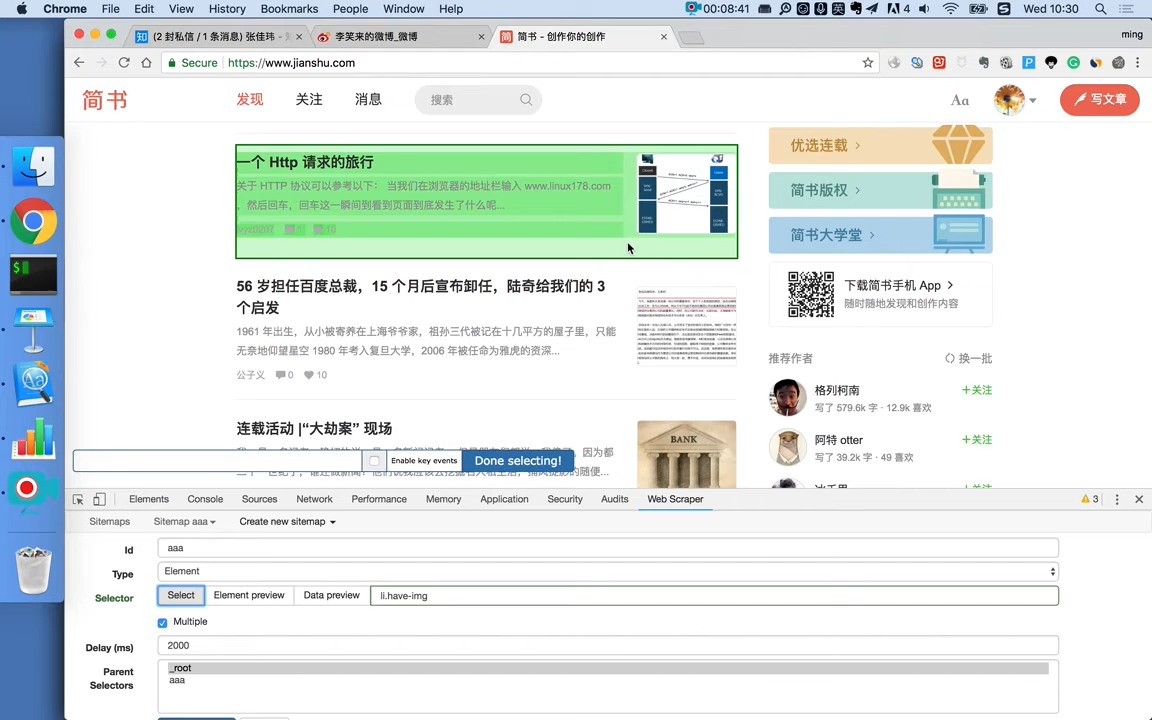 Chrome File Edit View History Bookmarks People Window Help 00:08:41 4 Wed 10:30
(2 封私信 / 1 条消息) 张佳玮 -
李笑来的微博_微博
简书 - 创作你的创作
ming
Secure https://www.jianshu.com
简书 发现 关注 消息 搜索 Aa 写文章
一个 Http 请求的旅行
关于 HTTP 协议可以参考以下： 当我们在浏览器的地址栏输入 www.linux178.com
，然后回车，回车这一瞬间到看到页面到底发生了什么呢...
56 岁担任百度总裁，15 个月后宣布卸任，陆奇给我们的 3
个启发
1961 年出生，从小被寄养在上海爷爷家，祖孙三代被记在十几平方的屋子里，只能
无奈地仰望星空 1980 年考入复旦大学，2006 年被任命为雅虎的资深...
公子义 0 10
连载活动 |“大劫案” 现场
BANK
优选连载
简书版权
简书大学堂
下载简书手机 App
随时随地发现和创作内容
推荐作者 换一批
格列柯南 +关注
写了 579.6k 字 · 12.9k 喜欢
阿特 otter +关注
写了 39.2k 字 · 49 喜欢
Enable key events Done selecting!
Elements Console Sources Network Performance Memory Application Security Audits Web Scraper 3
Sitemaps Sitemap aaa Create new sitemap
Id aaa
Type Element
Selector Select Element preview Data preview li.have-img
Multiple
Delay (ms) 2000
Parent Selectors _root
aaa